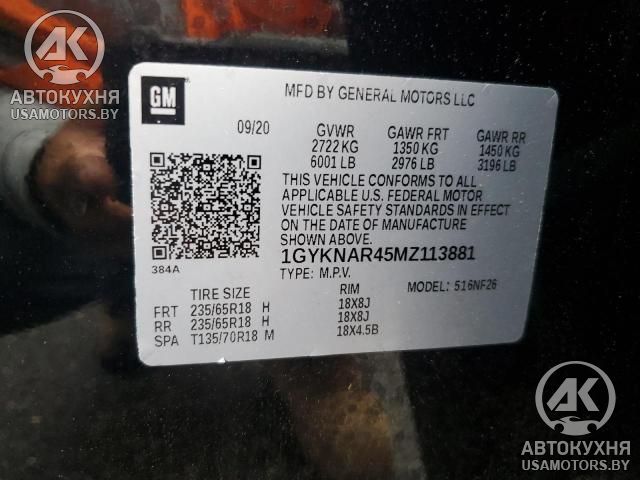 АК
АВТОКУХНЯ
USAMOTORS.BY
GM
MFD BY GENERAL MOTORS LLC
09/20 GVWR GAWR FRT GAWR RR
2722 KG 1350 KG 1450 KG
6001 LB 2976 LB 3196 LB
THIS VEHICLE CONFORMS TO ALL
APPLICABLE U.S. FEDERAL MOTOR
VEHICLE SAFETY STANDARDS IN EFFECT
ON THE DATE OF MANUFACTURE
SHOWN ABOVE.
384A
1GYKNAR45MZ113881
TYPE: M.P.V. MODEL: 516NF26
TIRE SIZE RIM
FRT 235/65R18 H 18X8J
RR 235/65R18 H 18X8J
SPA T135/70R18 M 18X4.5B
АК
АВТОКУХНЯ
USAMOTORS.BY